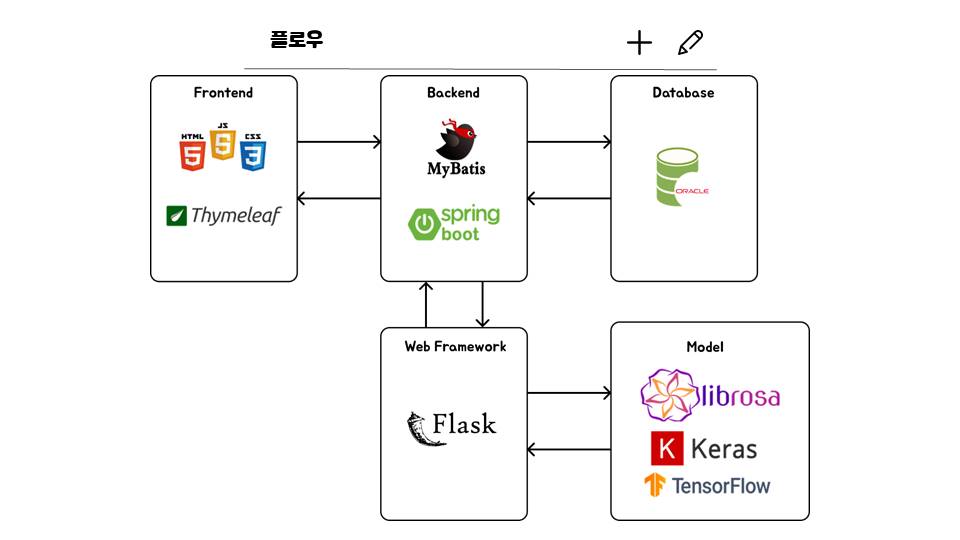 플로우
Frontend
HTML
JS
CSS
5
5
3
Thymeleaf
Backend
MyBatis
spring
boot
Database
ORACLE
Web Framework
Flask
Model
librosa
K Keras
TensorFlow